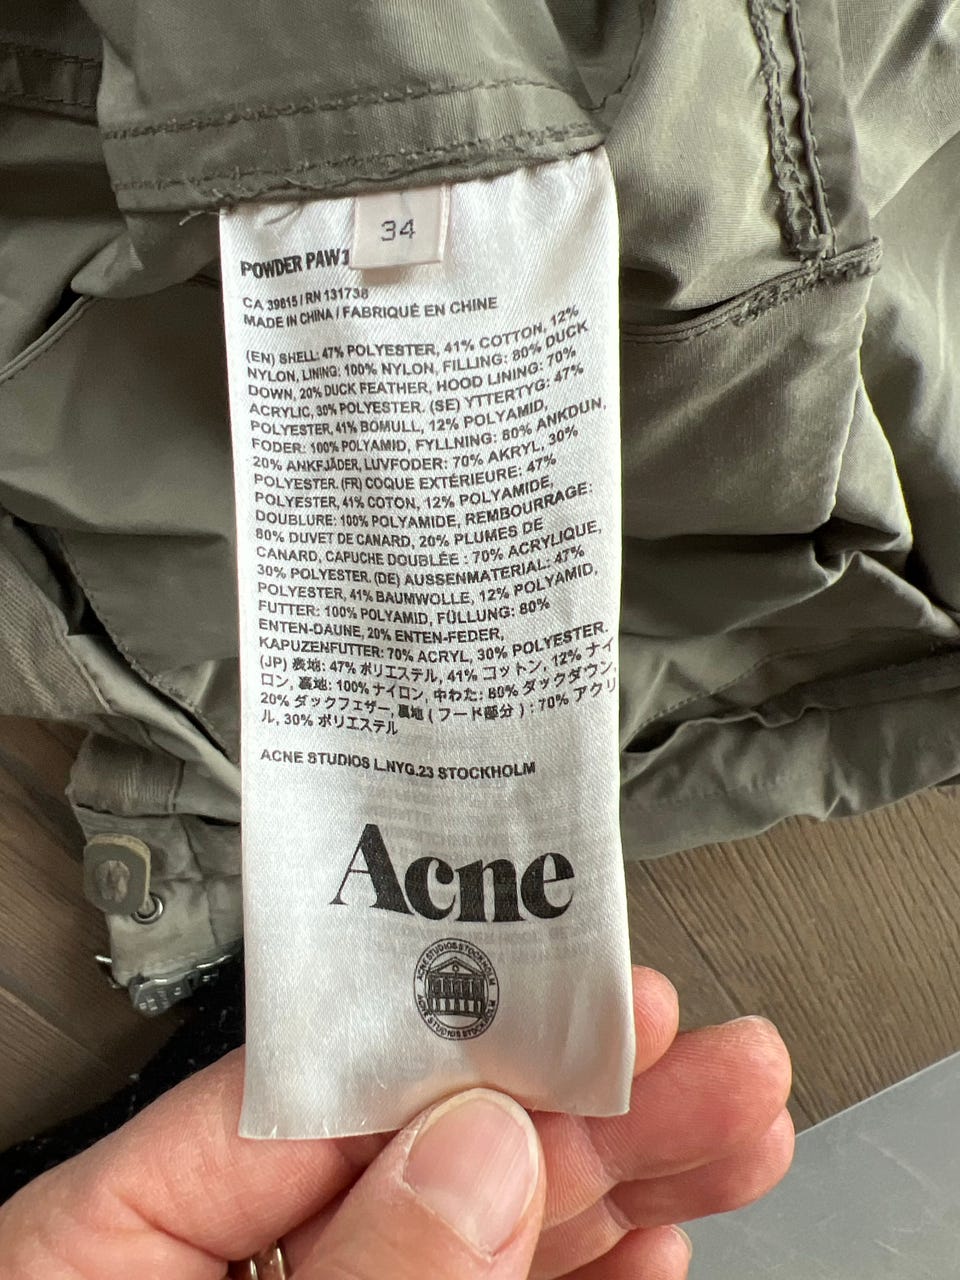 34
POWDER PAW1
CA 39815 / RN 131738
MADE IN CHINA / FABRIQUÉ EN CHINE
(EN) SHELL: 47% POLYESTER, 41% COTTON, 12%
NYLON, LINING: 100% NYLON, FILLING: 80% DUCK
DOWN, 20% DUCK FEATHER, HOOD LINING: 70%
ACRYLIC, 30% POLYESTER. (SE) YTTERTYG: 47%
POLYESTER, 41% BOMULL, 12% POLYAMID,
FODER: 100% POLYAMID, FYLLNING: 80% ANKDUN,
20% ANKFJÄDER, LUVFODER: 70% AKRYL, 30%
POLYESTER. (FR) COQUE EXTÉRIEURE: 47%
POLYESTER, 41% COTON, 12% POLYAMIDE,
DOUBLURE: 100% POLYAMIDE, REMBOURRAGE:
80% DUVET DE CANARD, 20% PLUMES DE
CANARD, CAPUCHE DOUBLÉE : 70% ACRYLIQUE,
30% POLYESTER. (DE) AUSSENMATERIAL: 47%
POLYESTER, 41% BAUMWOLLE, 12% POLYAMID,
FUTTER: 100% POLYAMID, FÜLLUNG: 80%
ENTEN-DAUNE, 20% ENTEN-FEDER,
KAPUZENFUTTER: 70% ACRYL, 30% POLYESTER.
(JP) 表地: 47% ポリエステル, 41% コットン, 12% ナイ
ロン, 裏地: 100% ナイロン, 中わた: 80% ダックダウン,
20% ダックフェザー, 裏地 ( フード部分 ) : 70% アクリ
ル, 30% ポリエステル
ACNE STUDIOS L.NYG.23 STOCKHOLM
Acne
ACNE STUDIOS STOCKHOLM
ACNE STUDIOS STOCKHOLM